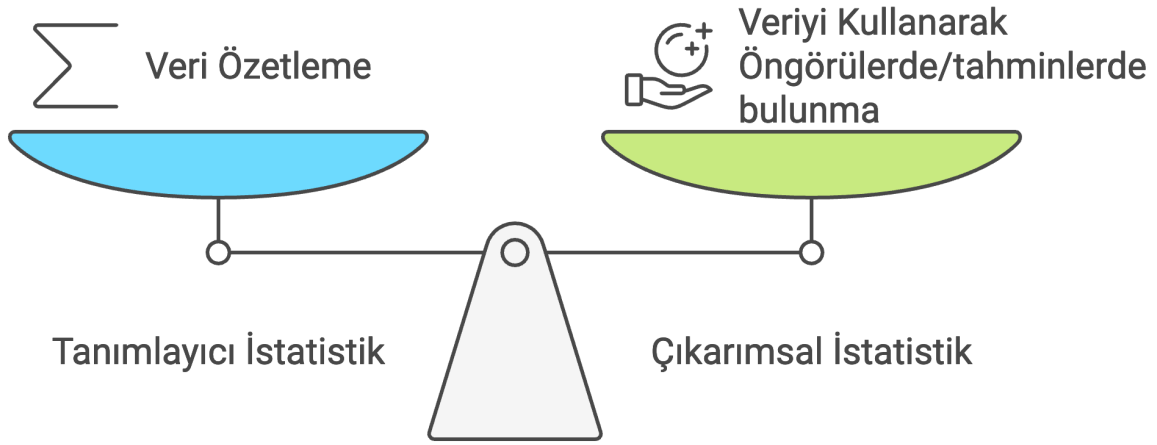 Veri Özetleme
Veriyi Kullanarak
Öngörülerde/tahminlerde
bulunma
Tanımlayıcı İstatistik
Çıkarımsal İstatistik